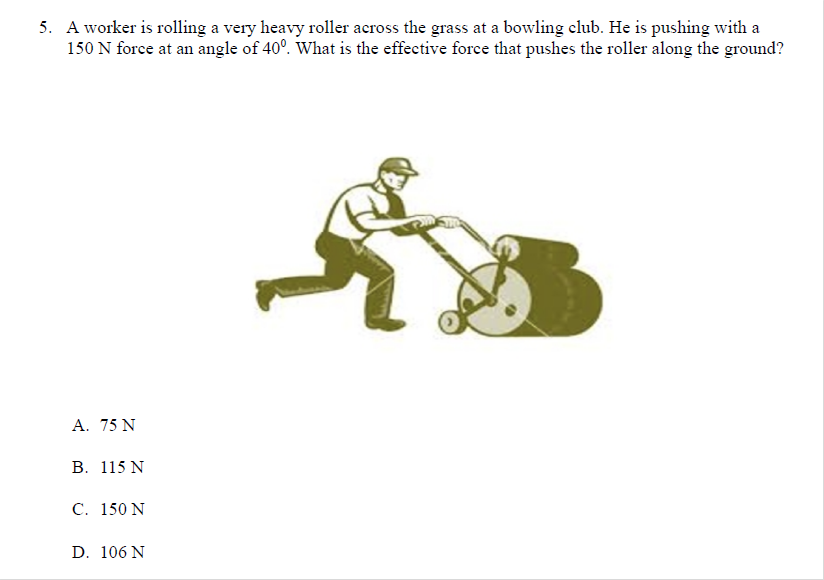 5. A worker is rolling a very heavy roller across the grass at a bowling club. He is pushing with a
150 N force at an angle of 40⁰. What is the effective force that pushes the roller along the ground?
A. 75 N
B. 115 N
C. 150 N
D. 106 N